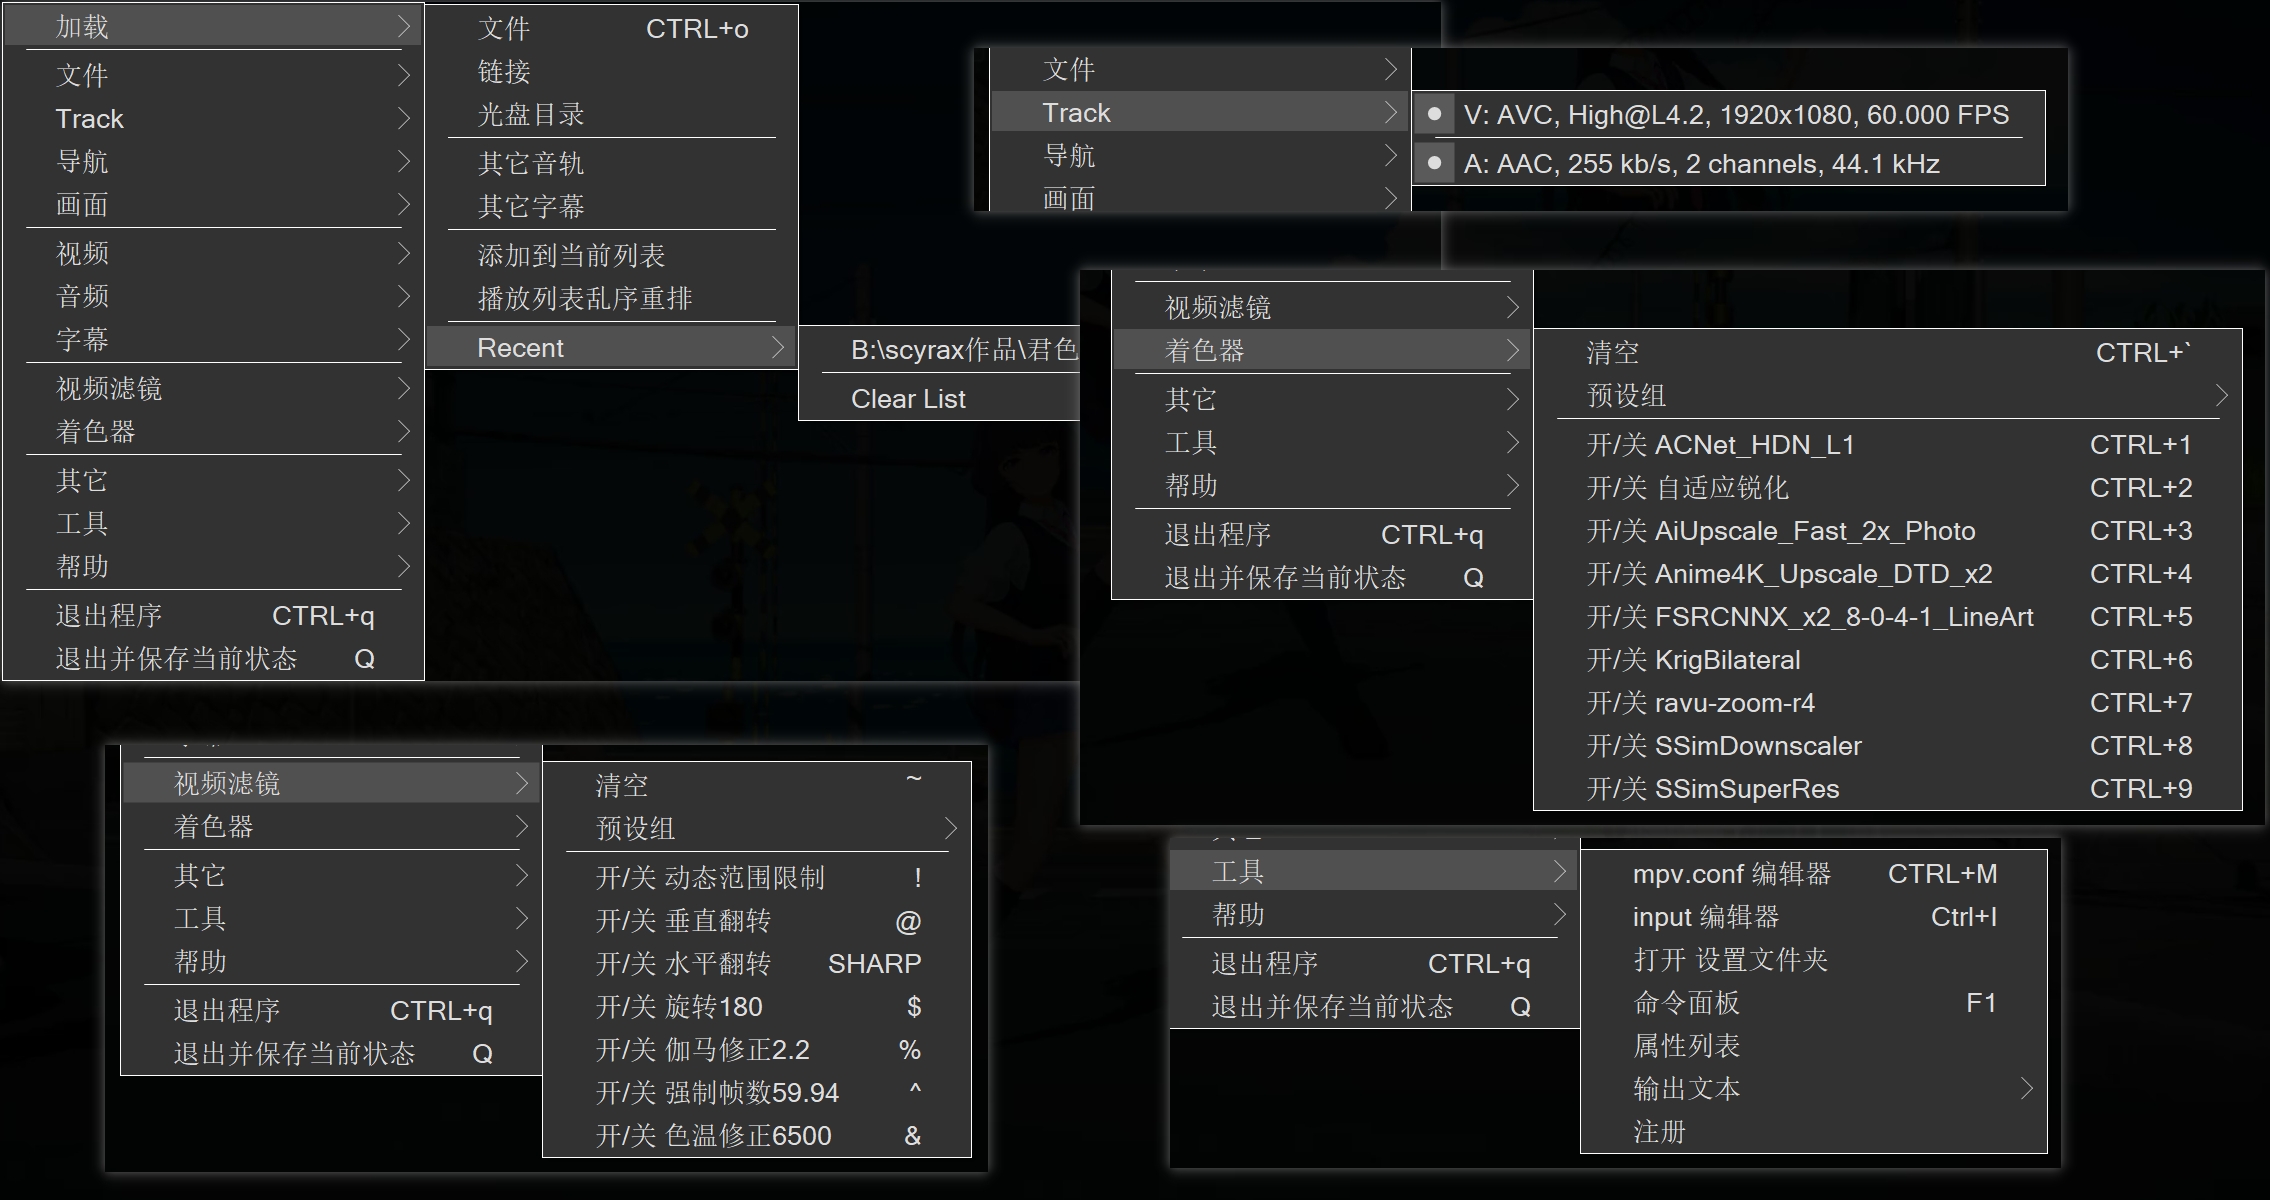 加载
文件
Track
导航
画面
视频
音频
字幕
视频滤镜
着色器
其它
工具
帮助
退出程序 CTRL+q
退出并保存当前状态 Q
文件 CTRL+o
链接
光盘目录
其它音轨
其它字幕
添加到当前列表
播放列表乱序重排
Recent
B:\scyrax作品\君色
Clear List
文件
Track
导航
画面
V: AVC, High@L4.2, 1920x1080, 60.000 FPS
A: AAC, 255 kb/s, 2 channels, 44.1 kHz
视频滤镜
着色器
其它
工具
帮助
退出程序 CTRL+q
退出并保存当前状态 Q
清空 CTRL+`
预设组
开/关 ACNet_HDN_L1 CTRL+1
开/关 自适应锐化 CTRL+2
开/关 AiUpscale_Fast_2x_Photo CTRL+3
开/关 Anime4K_Upscale_DTD_x2 CTRL+4
开/关 FSRCNNX_x2_8-0-4-1_LineArt CTRL+5
开/关 KrigBilateral CTRL+6
开/关 ravu-zoom-r4 CTRL+7
开/关 SSimDownscaler CTRL+8
开/关 SSimSuperRes CTRL+9
视频滤镜
着色器
其它
工具
帮助
退出程序 CTRL+q
退出并保存当前状态 Q
清空 ~
预设组
开/关 动态范围限制 !
开/关 垂直翻转 @
开/关 水平翻转 SHARP
开/关 旋转180 $
开/关 伽马修正2.2 %
开/关 强制帧数59.94 ^
开/关 色温修正6500 &
工具
帮助
退出程序 CTRL+q
退出并保存当前状态 Q
mpv.conf 编辑器 CTRL+M
input 编辑器 Ctrl+I
打开 设置文件夹
命令面板 F1
属性列表
输出文本
注册